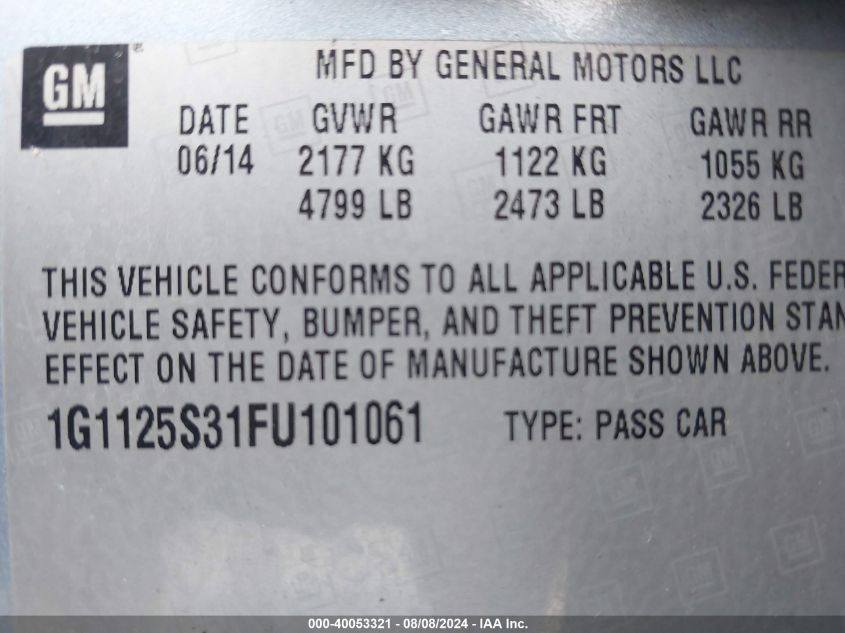 GM
MFD BY GENERAL MOTORS LLC
DATE GVWR GAWR FRT GAWR RR
06/14 2177 KG 1122 KG 1055 KG
4799 LB 2473 LB 2326 LB
THIS VEHICLE CONFORMS TO ALL APPLICABLE U.S. FEDER
VEHICLE SAFETY, BUMPER, AND THEFT PREVENTION STAN
EFFECT ON THE DATE OF MANUFACTURE SHOWN ABOVE.
1G1125S31FU101061 TYPE: PASS CAR
000-40053321 - 08/08/2024 - IAA Inc.